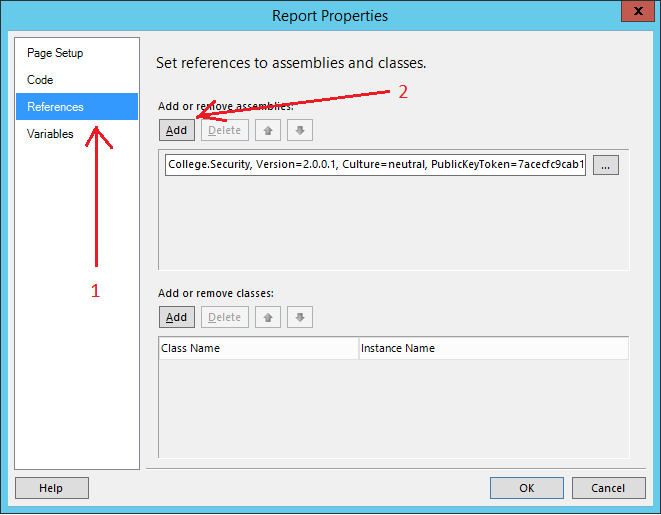 Report Properties
x
Page Setup
Code
References
Variables
1
Set references to assemblies and classes.
2
Add or remove assemblies:
Add Delete
College.Security, Version=2.0.0.1, Culture=neutral, PublicKeyToken=7acecfc9cab1 ...
Add or remove classes:
Add Delete
Class Name Instance Name
Help OK Cancel